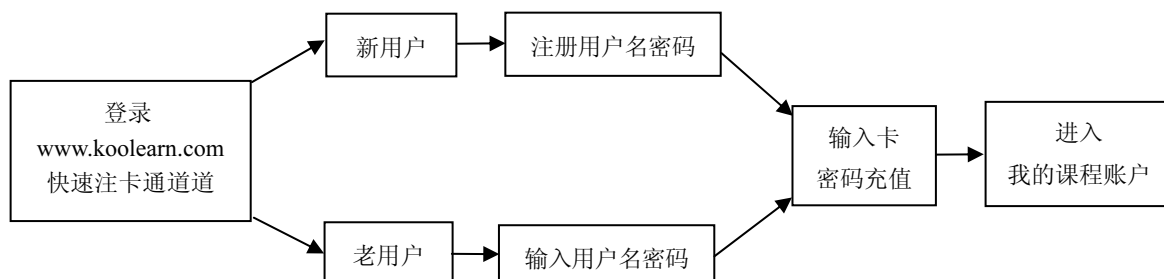 登录
www.koolearn.com
快速注卡通道道
新用户
注册用户名密码
老用户
输入用户名密码
输入卡
密码充值
进入
我的课程账户